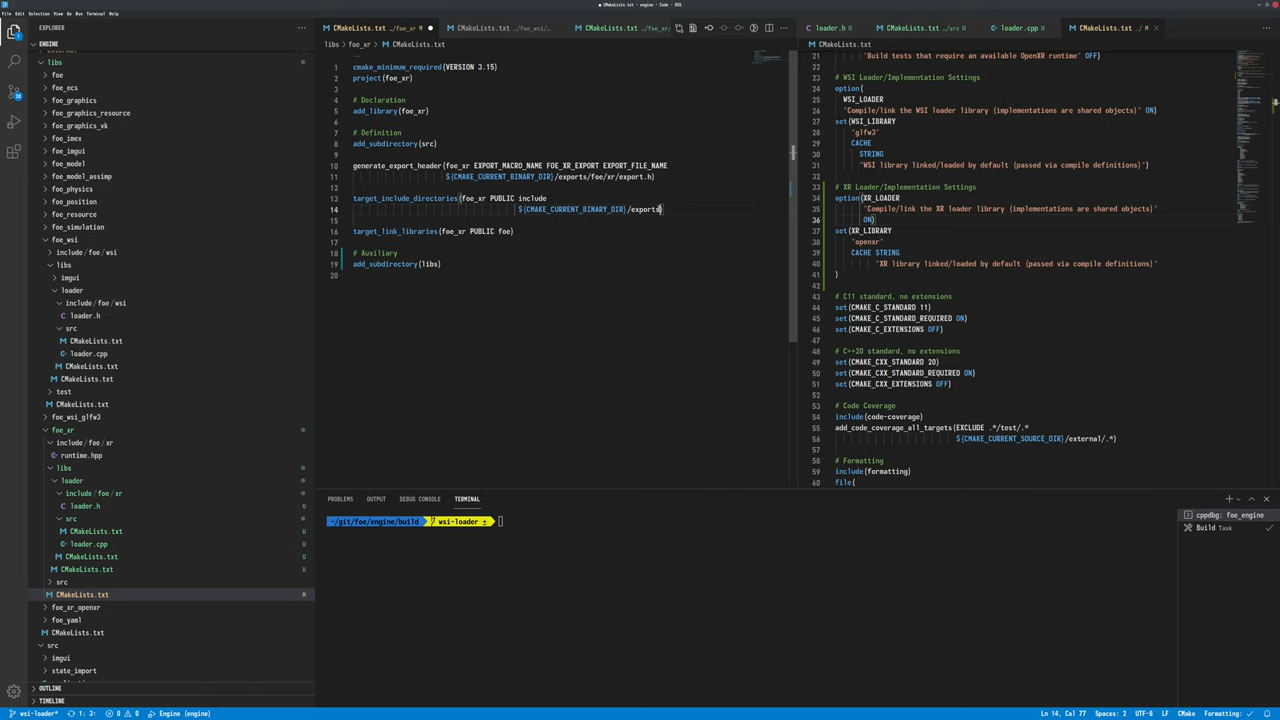 CMakeLists.txt - engine - Code - OSS
File Edit Selection View Go Run Terminal Help
EXPLORER
ENGINE
libs
foe
foe_ecs
foe_graphics
foe_graphics_resource
foe_graphics_vk
foe_imex
foe_imgui
foe_model
foe_model_assimp
foe_physics
foe_position
foe_resource
foe_simulation
foe_wsi
include/foe/wsi
libs
imgui
loader
include/foe/wsi
loader.h
src
CMakeLists.txt
loader.cpp
CMakeLists.txt
CMakeLists.txt
test
CMakeLists.txt
foe_wsi_glfw3
foe_xr
include/foe/xr
runtime.hpp
libs
loader
include/foe/xr
loader.h U
src
CMakeLists.txt U
loader.cpp U
CMakeLists.txt U
CMakeLists.txt U
src
CMakeLists.txt M
foe_xr_openxr
foe_yaml
CMakeLists.txt
src
imgui
state_import
OUTLINE
TIMELINE
CMakeLists.txt .../foe_xr M
CMakeLists.txt .../foe_wsi/...
CMakeLists.txt .../foe_xr/
libs > foe_xr > CMakeLists.txt
1 cmake_minimum_required(VERSION 3.15)
2 project(foe_xr)
3
4 # Declaration
5 add_library(foe_xr)
6
7 # Definition
8 add_subdirectory(src)
9
10 generate_export_header(foe_xr EXPORT_MACRO_NAME FOE_XR_EXPORT EXPORT_FILE_NAME
11 ${CMAKE_CURRENT_BINARY_DIR}/exports/foe/xr/export.h)
12
13 target_include_directories(foe_xr PUBLIC include
14 ${CMAKE_CURRENT_BINARY_DIR}/exports)
15
16 target_link_libraries(foe_xr PUBLIC foe)
17
18 # Auxiliary
19 add_subdirectory(libs)
20
loader.h U
CMakeLists.txt .../src U
loader.cpp U
CMakeLists.txt ./ M
CMakeLists.txt
21 "Build tests that require an available OpenXR runtime" OFF)
22
23 # WSI Loader/Implementation Settings
24 option(
25 WSI_LOADER
26 "Compile/link the WSI loader library (implementations are shared objects)" ON)
27 set(WSI_LIBRARY
28 "glfw3"
29 CACHE
30 STRING
31 "WSI library linked/loaded by default (passed via compile definitions)")
32
33 # XR Loader/Implementation Settings
34 option(XR_LOADER
35 "Compile/link the XR loader library (implementations are shared objects)"
36 ON)
37 set(XR_LIBRARY
38 "openxr"
39 CACHE STRING
40 "XR library linked/loaded by default (passed via compile definitions)"
41 )
42
43 # C11 standard, no extensions
44 set(CMAKE_C_STANDARD 11)
45 set(CMAKE_C_STANDARD_REQUIRED ON)
46 set(CMAKE_C_EXTENSIONS OFF)
47
48 # C++20 standard, no extensions
49 set(CMAKE_CXX_STANDARD 20)
50 set(CMAKE_CXX_STANDARD_REQUIRED ON)
51 set(CMAKE_CXX_EXTENSIONS OFF)
52
53 # Code Coverage
54 include(code-coverage)
55 add_code_coverage_all_targets(EXCLUDE .*/test/.*
56 ${CMAKE_CURRENT_SOURCE_DIR}/external/.*)
57
58 # Formatting
59 include(formatting)
60 file(
PROBLEMS OUTPUT DEBUG CONSOLE TERMINAL
~/git/foe/engine/build wsi-loader ±
cppdbg: foe_engine
Build Task
wsi-loader* 1↓ 3↑ 0 0 Engine (engine)
Ln 14, Col 77 Spaces: 2 UTF-8 LF CMake Formatting: